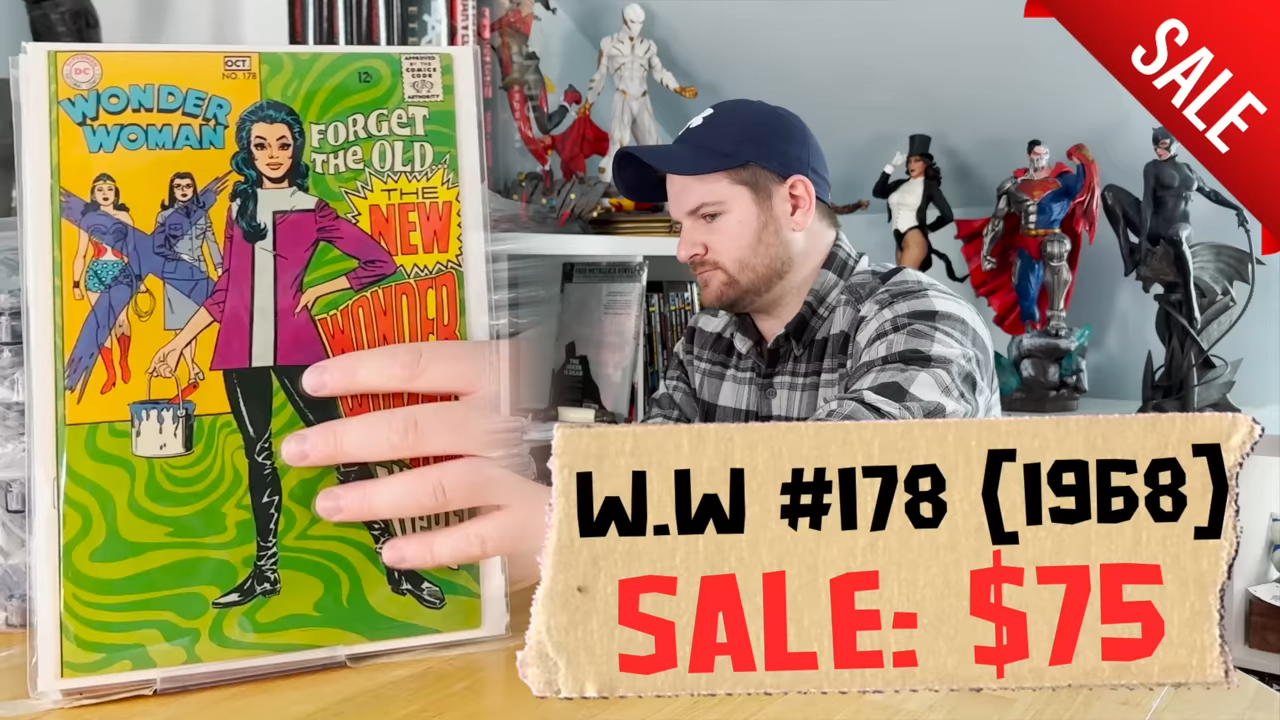 DC
OCT.
NO. 178
12¢
APPROVED
BY THE
COMICS
CODE
AUTHORITY
WONDER
WOMAN
FORGET
THE OLD..
THE
NEW
WONDER
W.W #178 (1968)
SALE: $75
SALE